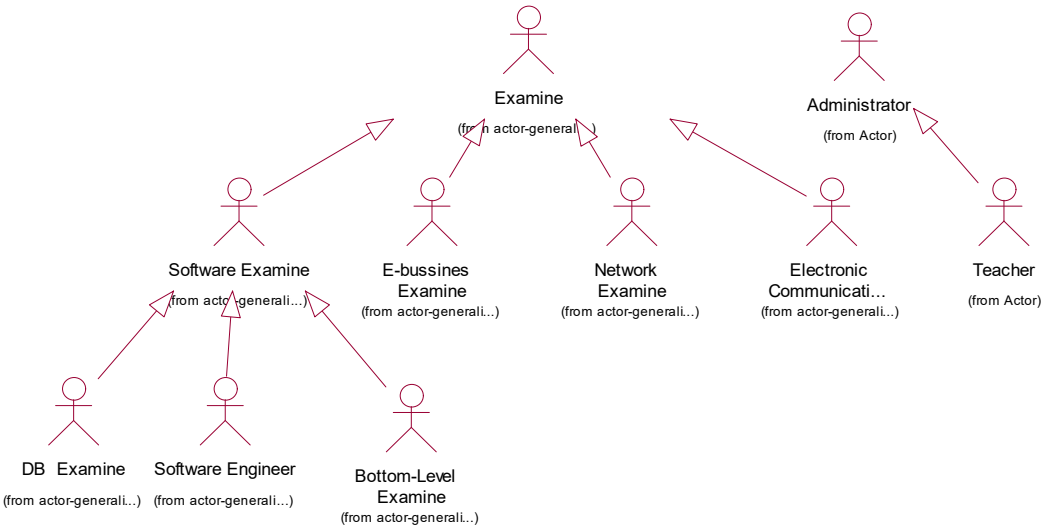 Examine
(from actor-generali...)
Administrator
(from Actor)
Software Examine
(from actor-generali...)
E-bussines
Examine
(from actor-generali...)
Network
Examine
(from actor-generali...)
Electronic
Communicati...
(from actor-generali...)
Teacher
(from Actor)
DB Examine
(from actor-generali...)
Software Engineer
(from actor-generali...)
Bottom-Level
Examine
(from actor-generali...)